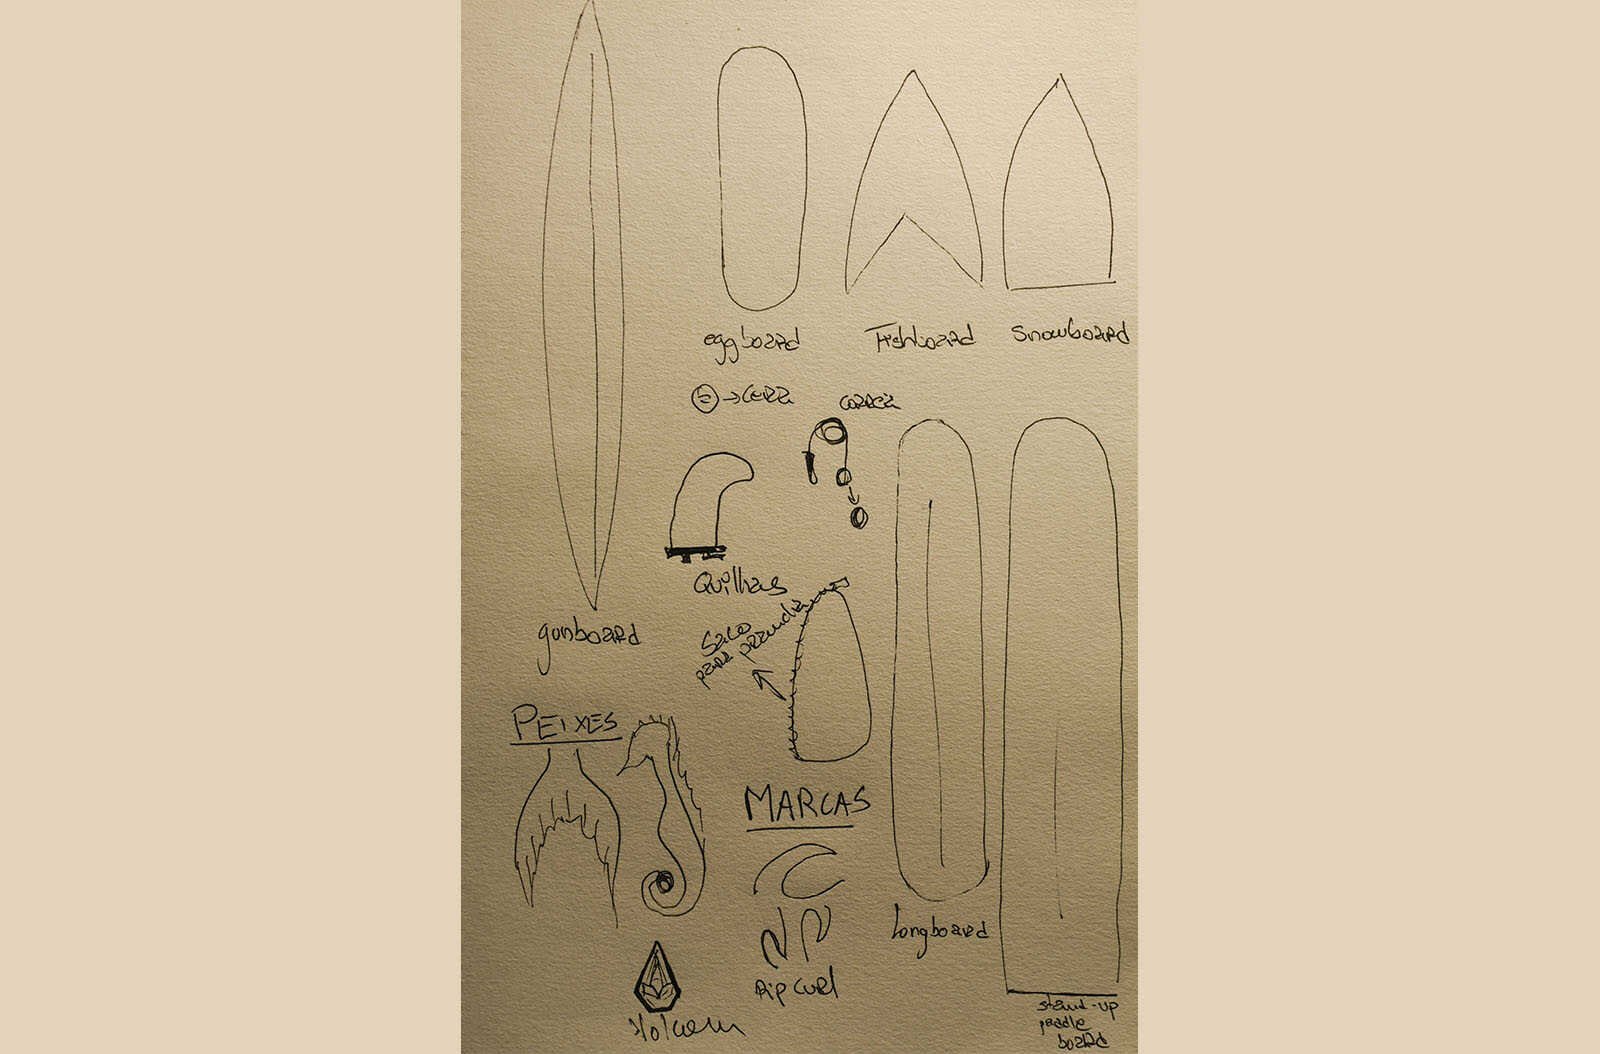 eggboard
Fishboard
Snowboard
→ cera
Quilhas
gunboard
Saco
para prancha
PEIXES
MARCAS
Longboard
Rip Curl
Volcom
stand-up
paddle
board